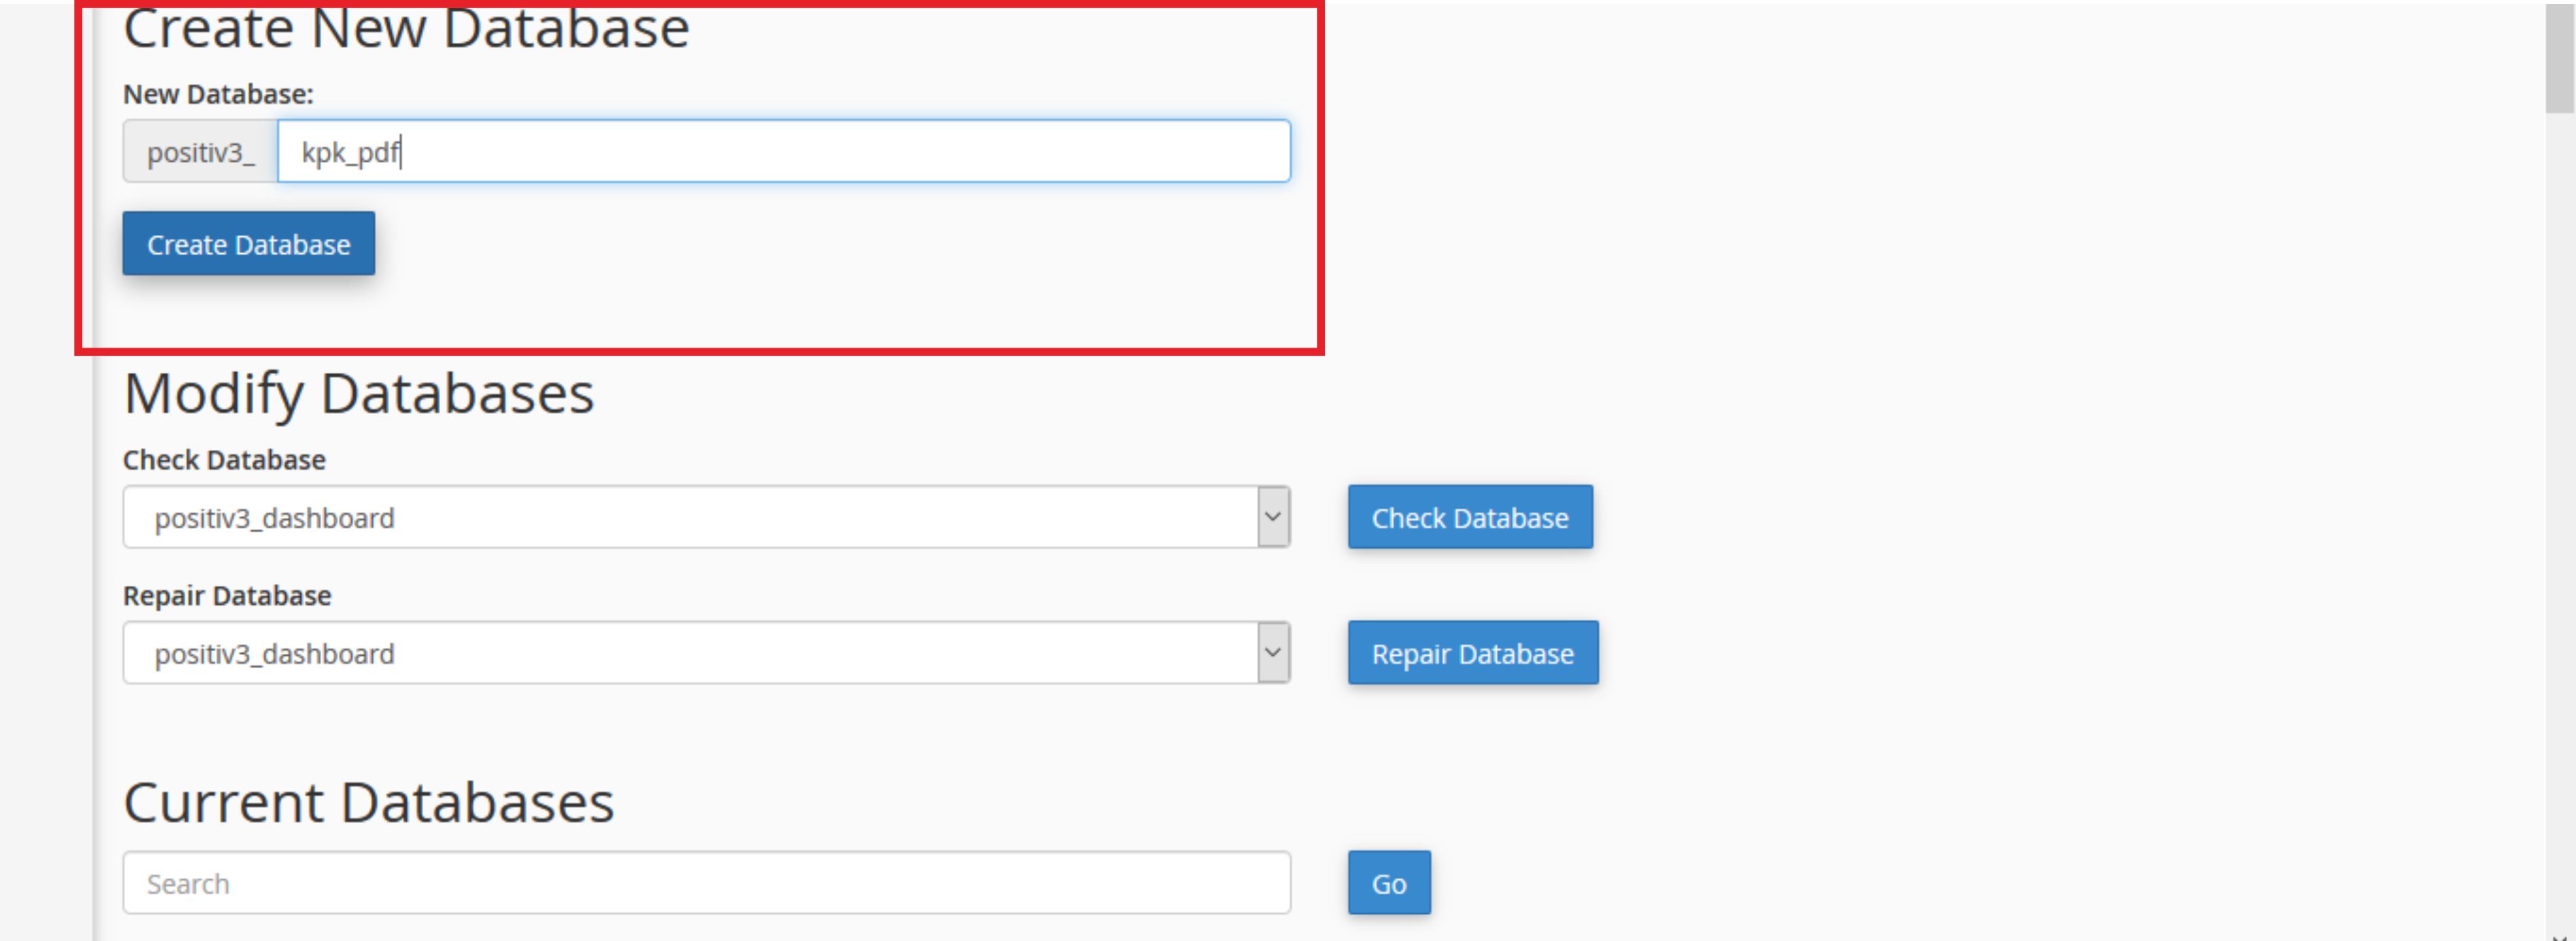 Create New Database
New Database:
positiv3_ kpk_pdf
Create Database
Modify Databases
Check Database
positiv3_dashboard Check Database
Repair Database
positiv3_dashboard Repair Database
Current Databases
Search Go